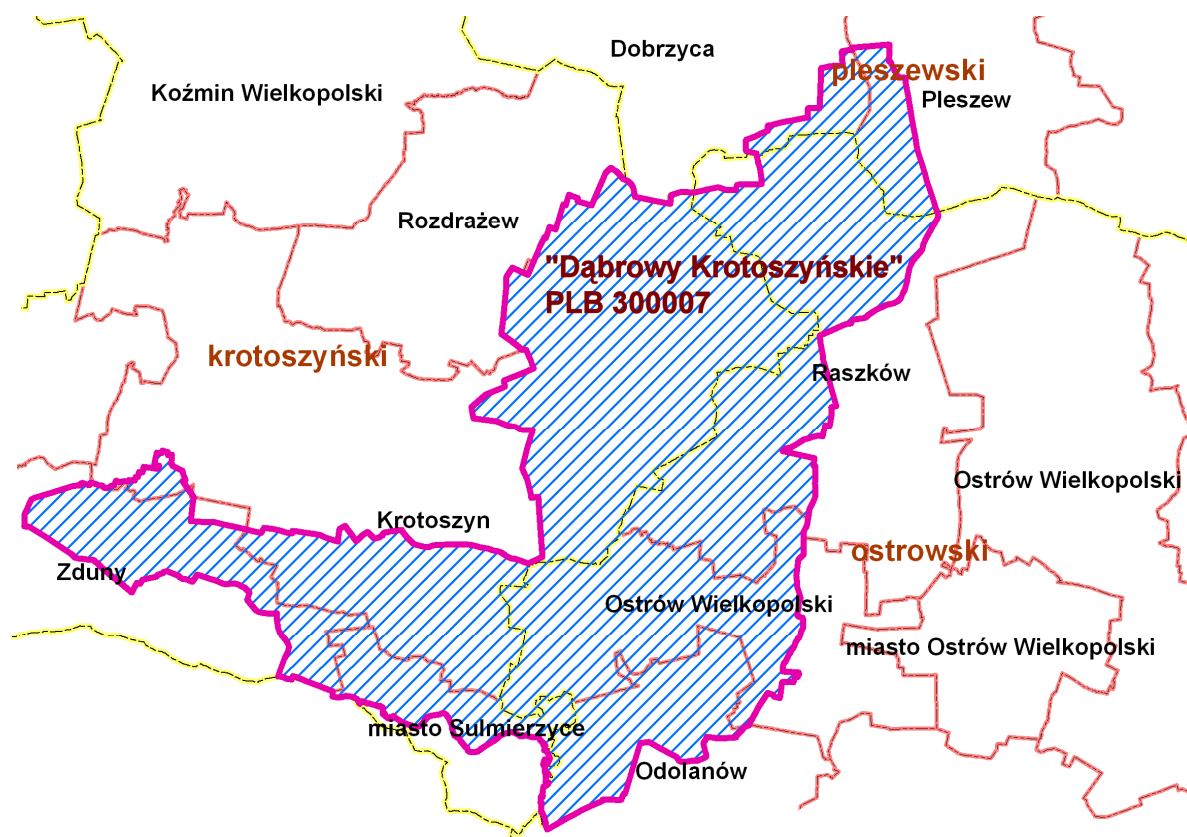 Dobrzyca
pleszewski
Koźmin Wielkopolski
Pleszew
Rozdrażew
"Dąbrowy Krotoszyńskie"
PLB 300007
krotoszyński
Raszków
Ostrów Wielkopolski
Krotoszyn
ostrowski
Zduny
Ostrów Wielkopolski
miasto Ostrów Wielkopolski
miasto Sulmierzyce
Odolanów